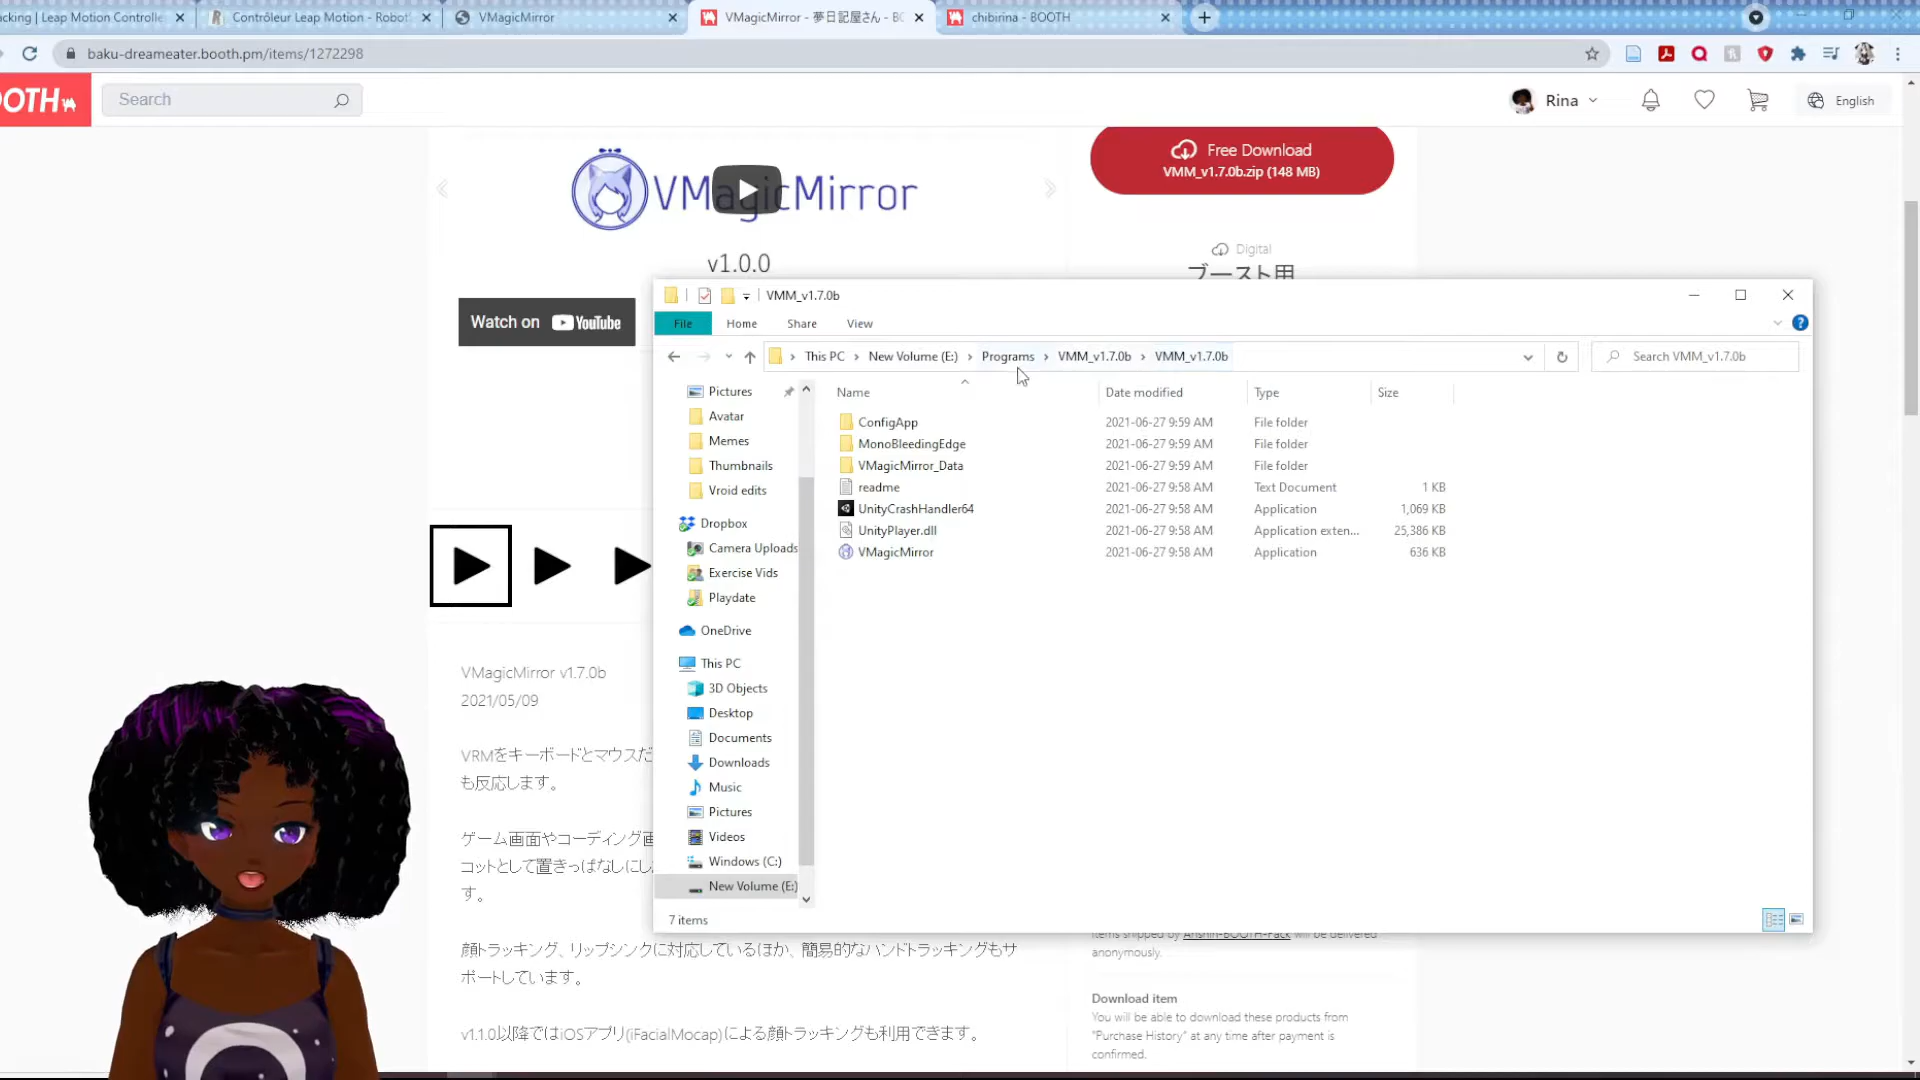 acking | Leap Motion Controlle
Contrôleur Leap Motion - Robot
VMagicMirror
VMagicMirror - 夢日記屋さん - BO
chibirina - BOOTH
baku-dreameater.booth.pm/items/1272298
OOTH
Search
Rina
English
VMagicMirror
v1.0.0
Watch on YouTube
Free Download
VMM_v1.7.0b.zip (148 MB)
Digital
ブースト用
VMM_v1.7.0b
File
Home
Share
View
This PC
New Volume (E:)
Programs
VMM_v1.7.0b
VMM_v1.7.0b
Search VMM_v1.7.0b
Name
Date modified
Type
Size
Pictures
Avatar
Memes
Thumbnails
Vroid edits
Dropbox
Camera Uploads
Exercise Vids
Playdate
OneDrive
This PC
3D Objects
Desktop
Documents
Downloads
Music
Pictures
Videos
Windows (C:)
New Volume (E:)
ConfigApp 2021-06-27 9:59 AM File folder
MonoBleedingEdge 2021-06-27 9:59 AM File folder
VMagicMirror_Data 2021-06-27 9:59 AM File folder
readme 2021-06-27 9:58 AM Text Document 1 KB
UnityCrashHandler64 2021-06-27 9:58 AM Application 1,069 KB
UnityPlayer.dll 2021-06-27 9:58 AM Application exten... 25,386 KB
VMagicMirror 2021-06-27 9:58 AM Application 636 KB
7 items
VMagicMirror v1.7.0b
2021/05/09
VRMをキーボードとマウスだ
も反応します。
ゲーム画面やコーディング画
コットとして置きっぱなしにし
す。
顔トラッキング、リップシンクに対応しているほか、簡易的なハンドトラッキングもサ
ポートしています。
v1.1.0以降ではiOSアプリ(iFacialMocap)による顔トラッキングも利用できます。
Items shipped by Anshin-BOOTH-Pack will be delivered
anonymously.
Download item
You will be able to download these products from
"Purchase History" at any time after payment is
confirmed.